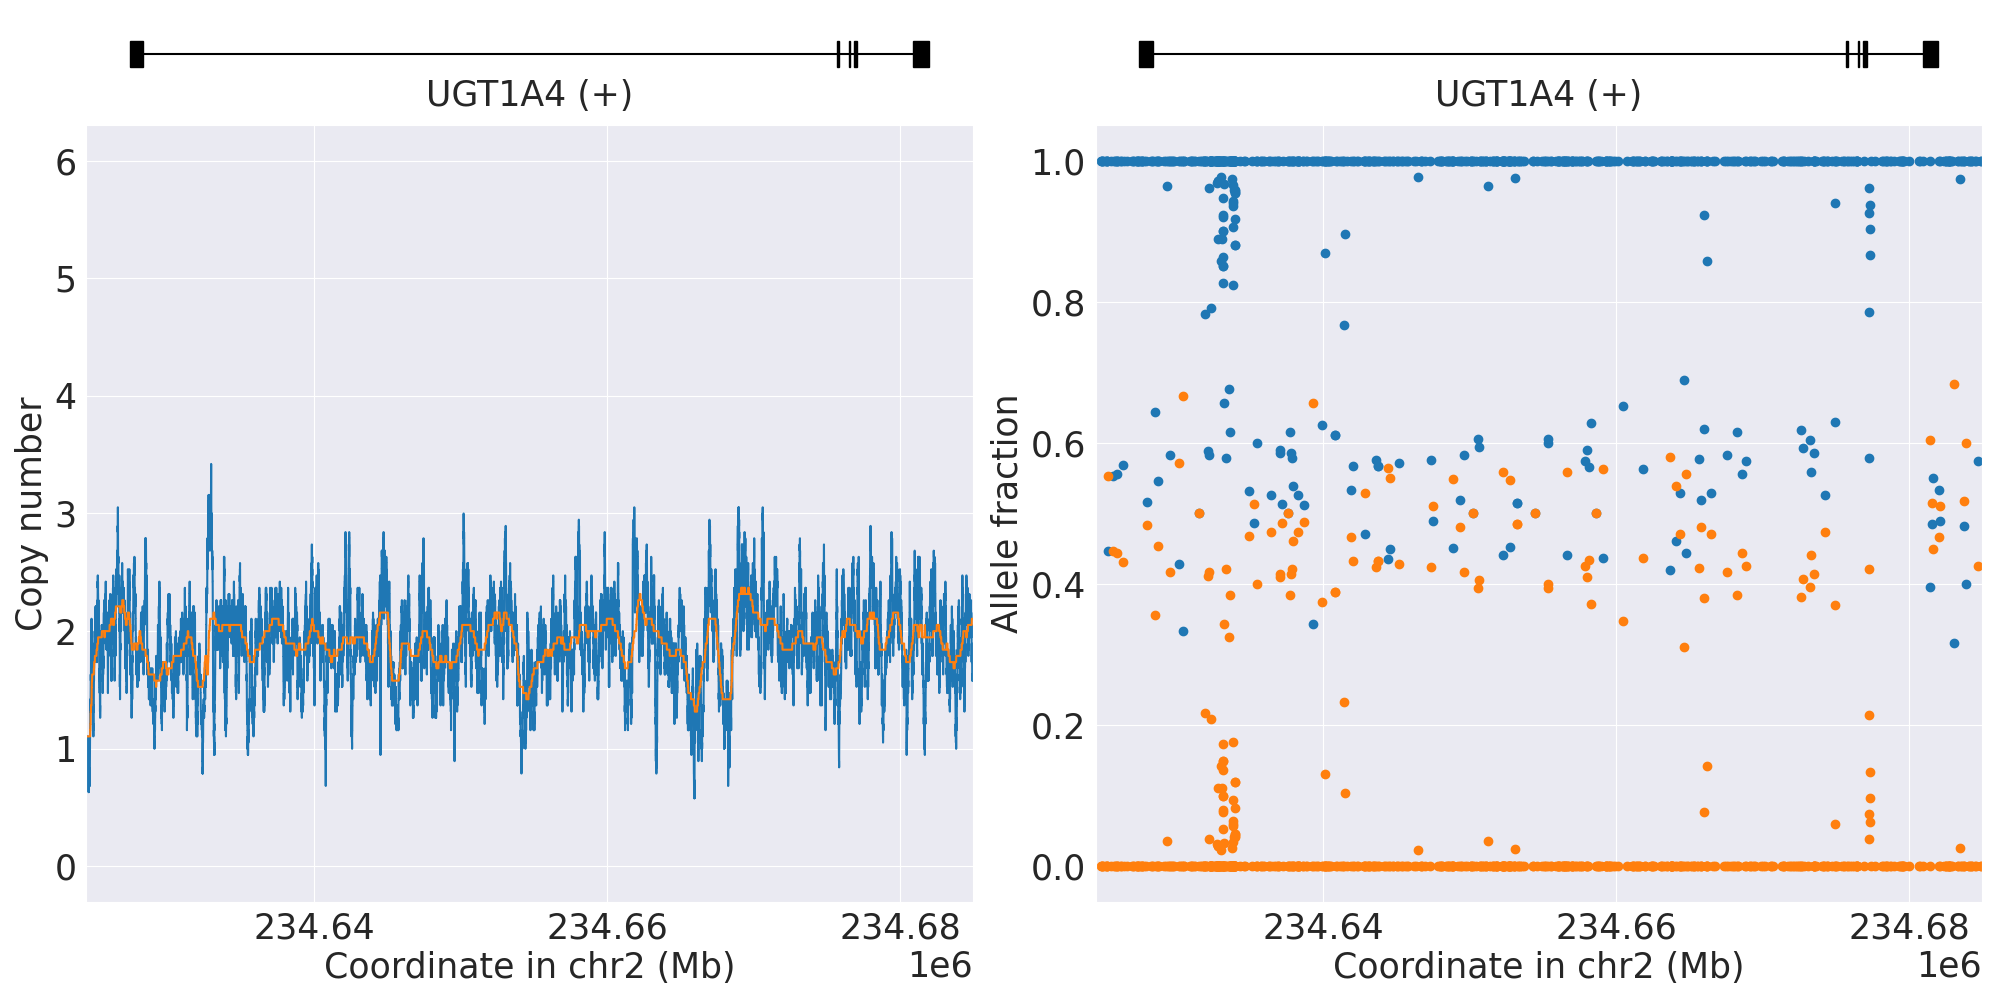 UGT1A4 (+)
6
5
4
3
2
1
0
Copy number
234.64 234.66 234.68
Coordinate in chr2 (Mb)
1e6
UGT1A4 (+)
1.0
0.8
0.6
0.4
0.2
0.0
Allele fraction
234.64 234.66 234.68
Coordinate in chr2 (Mb)
1e6